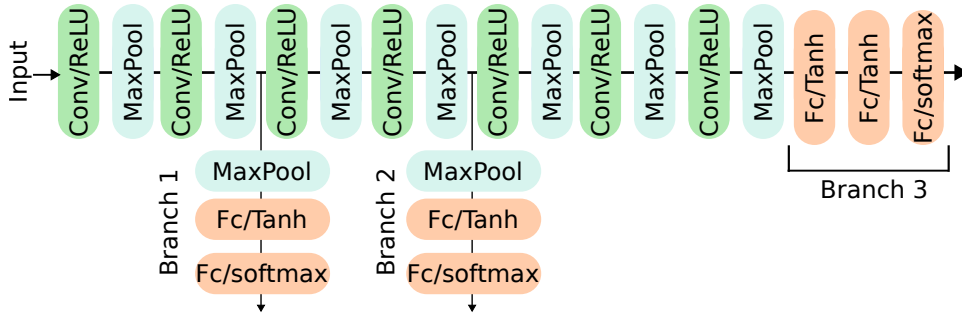 Input
Conv/ReLU
MaxPool
Conv/ReLU
MaxPool
Conv/ReLU
MaxPool
Conv/ReLU
MaxPool
Conv/ReLU
MaxPool
Conv/ReLU
MaxPool
Conv/ReLU
MaxPool
Fc/Tanh
Fc/Tanh
Fc/softmax
Branch 1
MaxPool
Fc/Tanh
Fc/softmax
Branch 2
MaxPool
Fc/Tanh
Fc/softmax
Branch 3